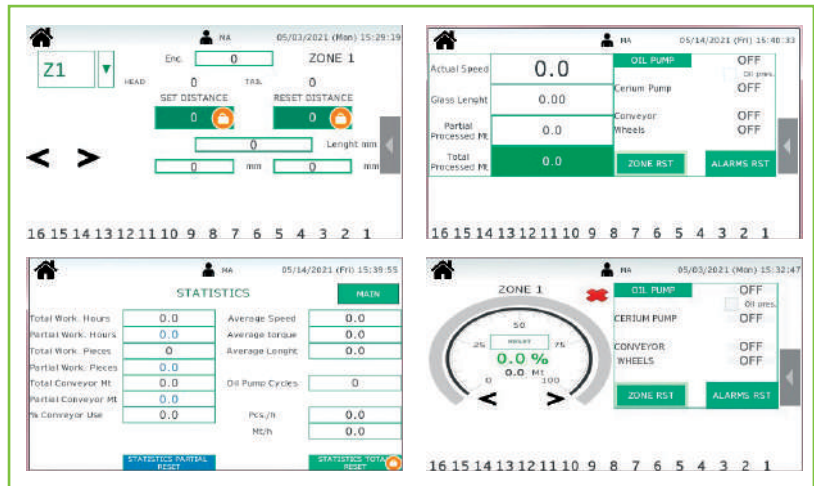 MA 05/03/2021 (Mon) 15:29:19
Z1 Enc. 0 ZONE 1
HEAD 0 TAIL 0
SET DISTANCE RESET DISTANCE
0 0
0 Lenght mm
< >
0 mm 0 mm
16 15 14 13 12 11 10 9 8 7 6 5 4 3 2 1
MA 05/14/2021 (Fri) 15:40:33
Actual Speed 0.0 OIL PUMP OFF
Oil pres.
Glass Lenght 0.00 Cerium Pump OFF
Partial Processed Mt 0.0 Conveyor OFF
Wheels OFF
Total Processed Mt 0.0 ZONE RST ALARMS RST
16 15 14 13 12 11 10 9 8 7 6 5 4 3 2 1
MA 05/14/2021 (Fri) 15:39:55
STATISTICS MAIN
Total Work. Hours 0.0 Average Speed 0.0
Partial Work. Hours 0.0 Average torque 0.0
Total Work. Pieces 0 Average Lenght 0.0
Partial Work. Pieces 0.0
Total Conveyor Mt 0.0 Oil Pump Cycles 0
Partial Conveyor Mt 0.0
% Conveyor Use 0.0 Pcs./h 0.0
Mt/h 0.0
STATISTICS PARTIAL RESET STATISTICS TOTAL RESET
MA 05/03/2021 (Mon) 15:32:47
ZONE 1 OIL PUMP OFF
Oil pres.
50
25 RESET 75
0.0 %
0.0 Mt
0 100
< >
CERIUM PUMP OFF
CONVEYOR OFF
WHEELS OFF
ZONE RST ALARMS RST
16 15 14 13 12 11 10 9 8 7 6 5 4 3 2 1